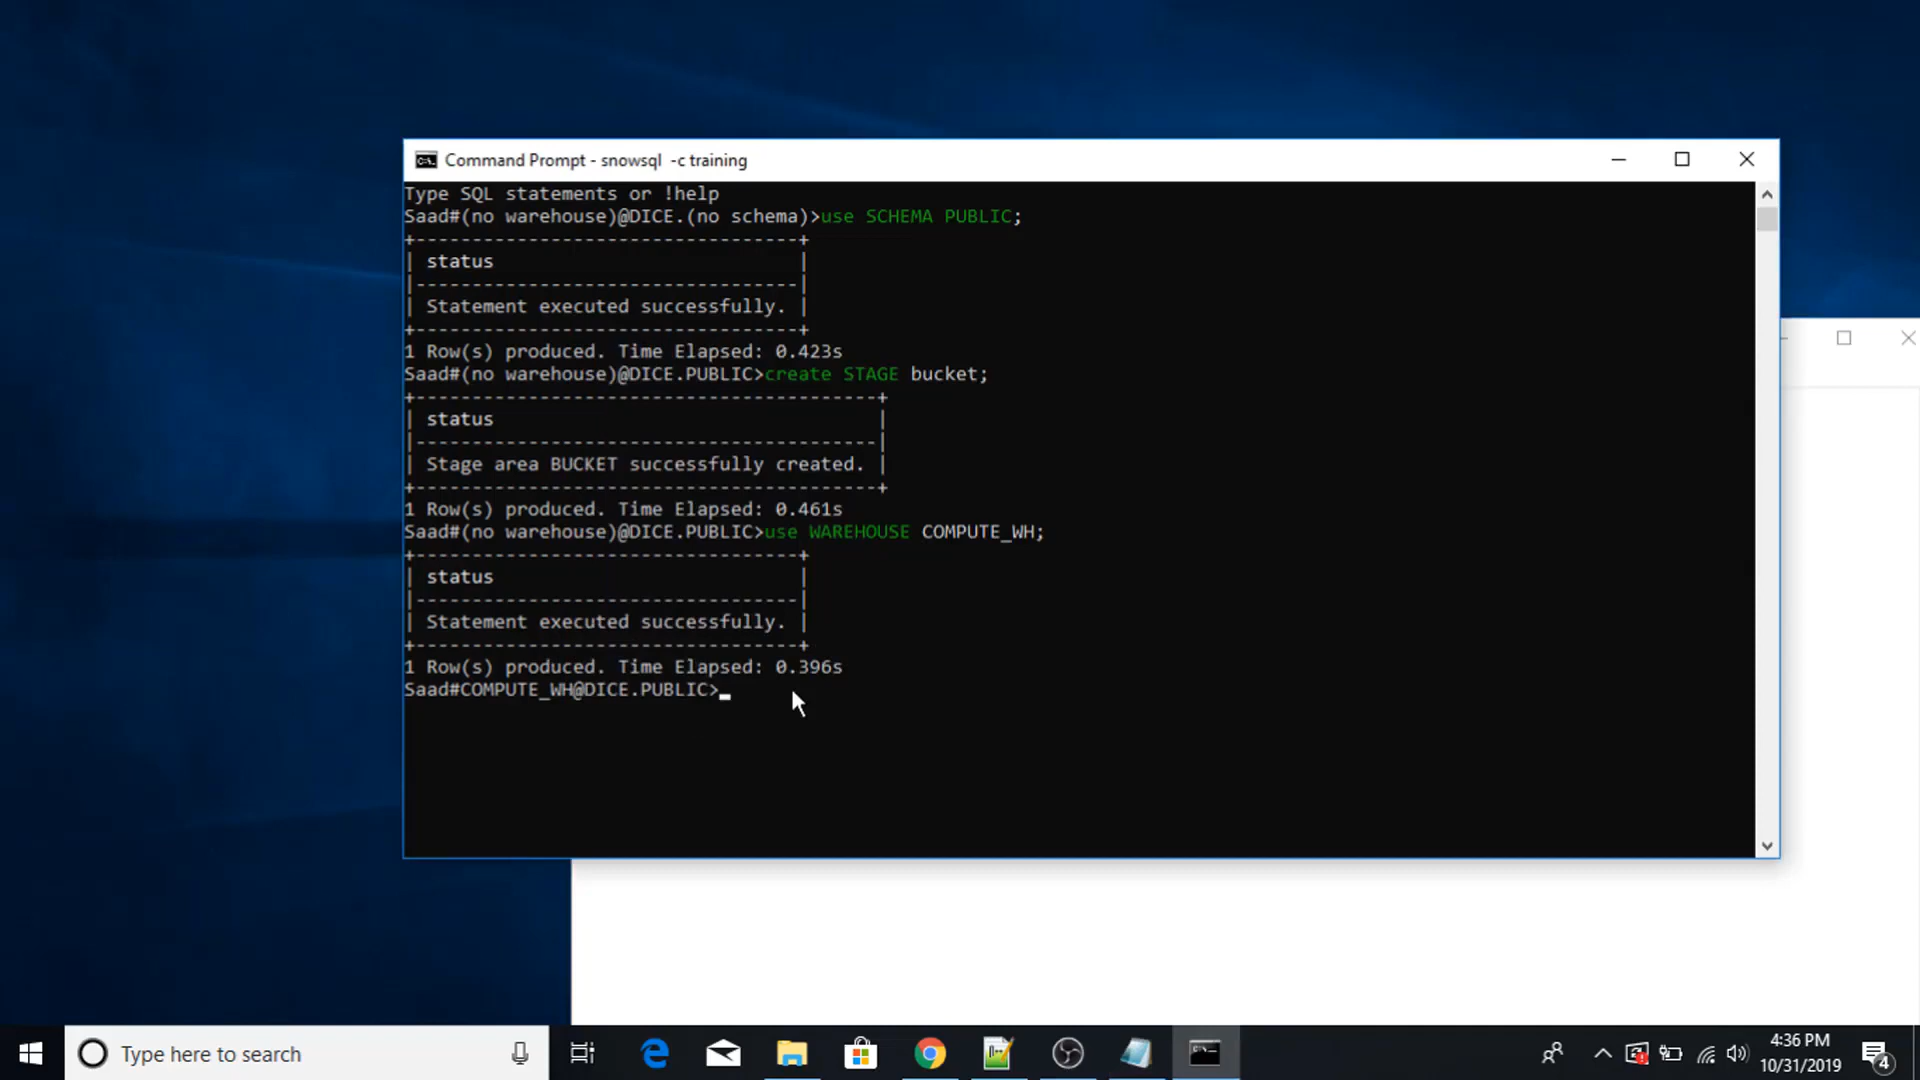 Command Prompt - snowsql  -c training
Type SQL statements or !help
Saad#(no warehouse)@DICE.(no schema)>use SCHEMA PUBLIC;
+----------------------------------+
| status                           |
|----------------------------------|
| Statement executed successfully. |
+----------------------------------+
1 Row(s) produced. Time Elapsed: 0.423s
Saad#(no warehouse)@DICE.PUBLIC>create STAGE bucket;
+-----------------------------------------+
| status                                  |
|-----------------------------------------|
| Stage area BUCKET successfully created. |
+-----------------------------------------+
1 Row(s) produced. Time Elapsed: 0.461s
Saad#(no warehouse)@DICE.PUBLIC>use WAREHOUSE COMPUTE_WH;
+----------------------------------+
| status                           |
|----------------------------------|
| Statement executed successfully. |
+----------------------------------+
1 Row(s) produced. Time Elapsed: 0.396s
Saad#COMPUTE_WH@DICE.PUBLIC>
Type here to search
4:36 PM
10/31/2019
4